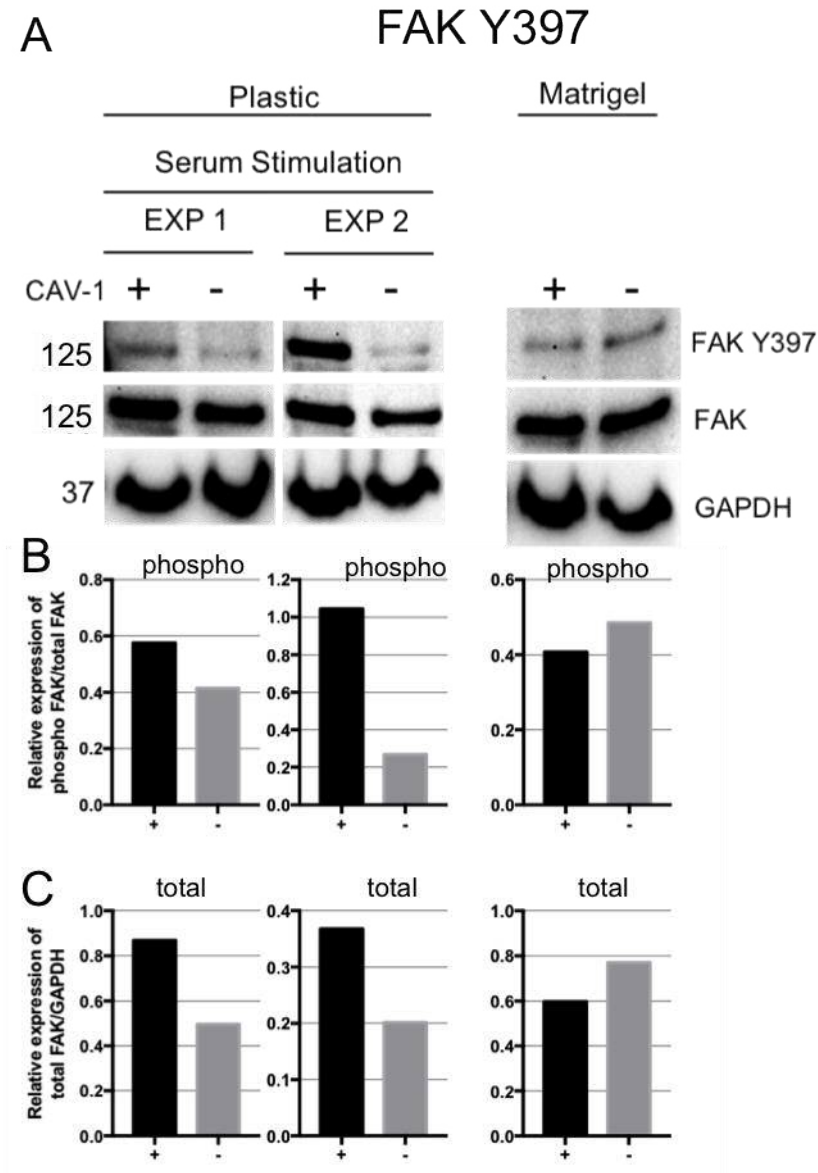 A
FAK Y397
Plastic
Matrigel
Serum Stimulation
EXP 1
EXP 2
CAV-1 + - + - + -
125
FAK Y397
125
FAK
37
GAPDH
B
phospho
phospho
phospho
Relative expression of
phospho FAK/total FAK
0.8
0.6
0.4
0.2
0.0
+ -
1.2
1.0
0.8
0.6
0.4
0.2
0.0
+ -
0.6
0.4
0.2
0.0
+ -
C
total
total
total
Relative expression of
total FAK/GAPDH
1.0
0.8
0.6
0.4
0.2
0.0
+ -
0.4
0.3
0.2
0.1
0.0
+ -
1.0
0.8
0.6
0.4
0.2
0.0
+ -